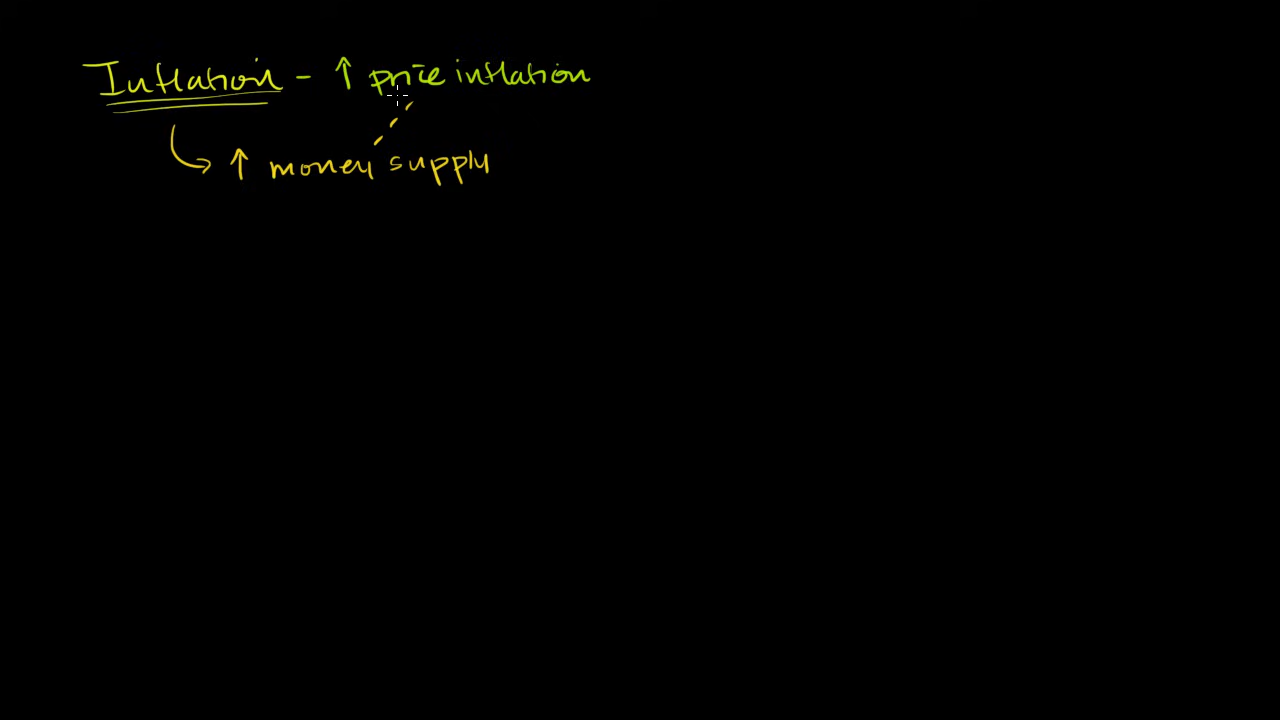 Inflation - ↑ price inflation
↑ money supply